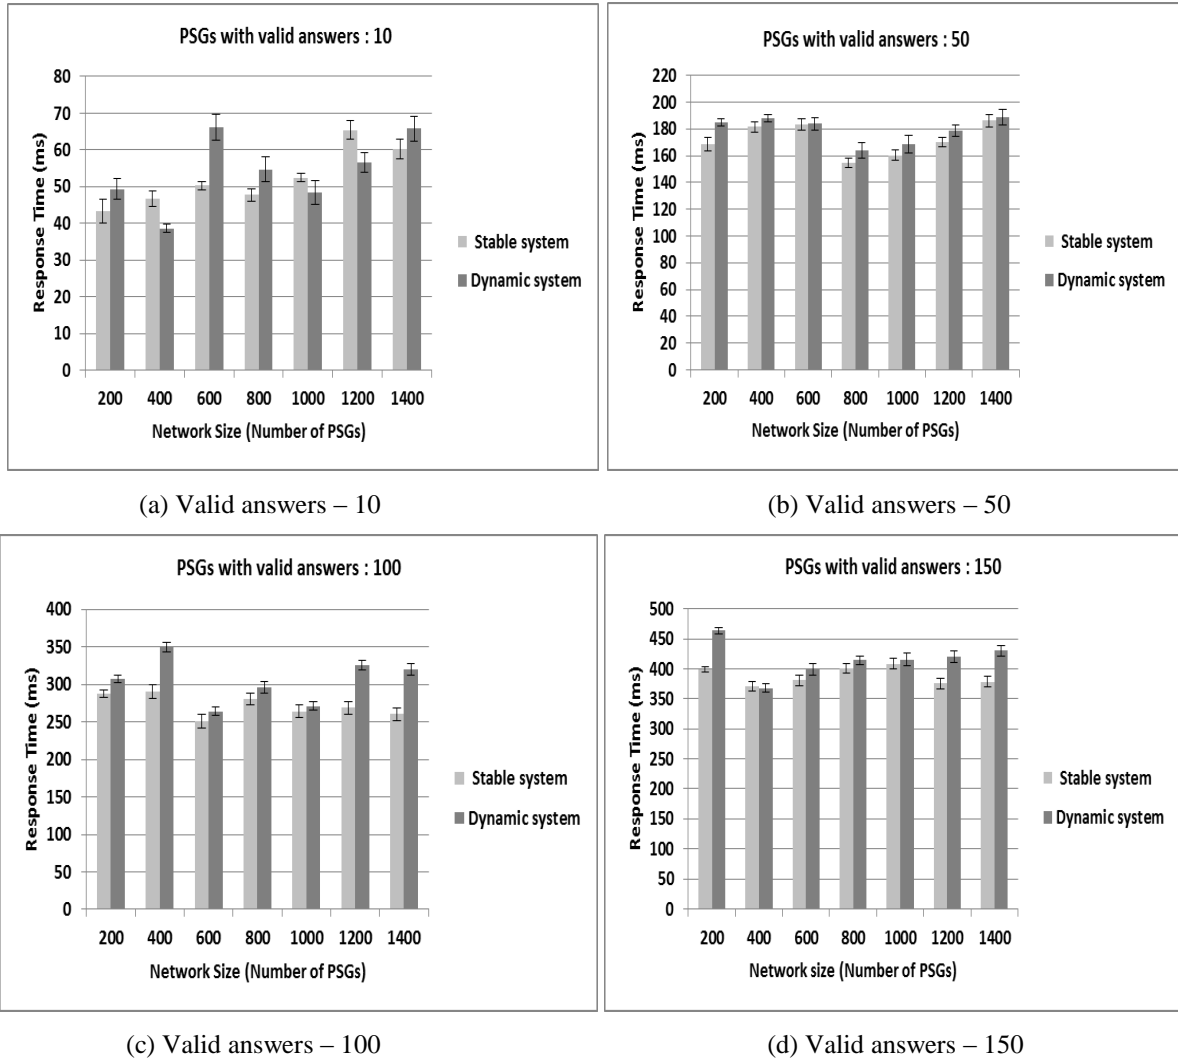 PSGs with valid answers : 10
Response Time (ms)
80
70
60
50
40
30
20
10
0
200 400 600 800 1000 1200 1400
Network Size (Number of PSGs)
Stable system
Dynamic system
(a) Valid answers – 10
PSGs with valid answers : 50
Response Time (ms)
220
200
180
160
140
120
100
80
60
40
20
0
200 400 600 800 1000 1200 1400
Network Size (Number of PSGs)
Stable system
Dynamic system
(b) Valid answers – 50
PSGs with valid answers : 100
Response Time (ms)
400
350
300
250
200
150
100
50
0
200 400 600 800 1000 1200 1400
Network Size (Number of PSGs)
Stable system
Dynamic system
(c) Valid answers – 100
PSGs with valid answers : 150
Response Time (ms)
500
450
400
350
300
250
200
150
100
50
0
200 400 600 800 1000 1200 1400
Network size (Number of PSGs)
Stable system
Dynamic system
(d) Valid answers – 150